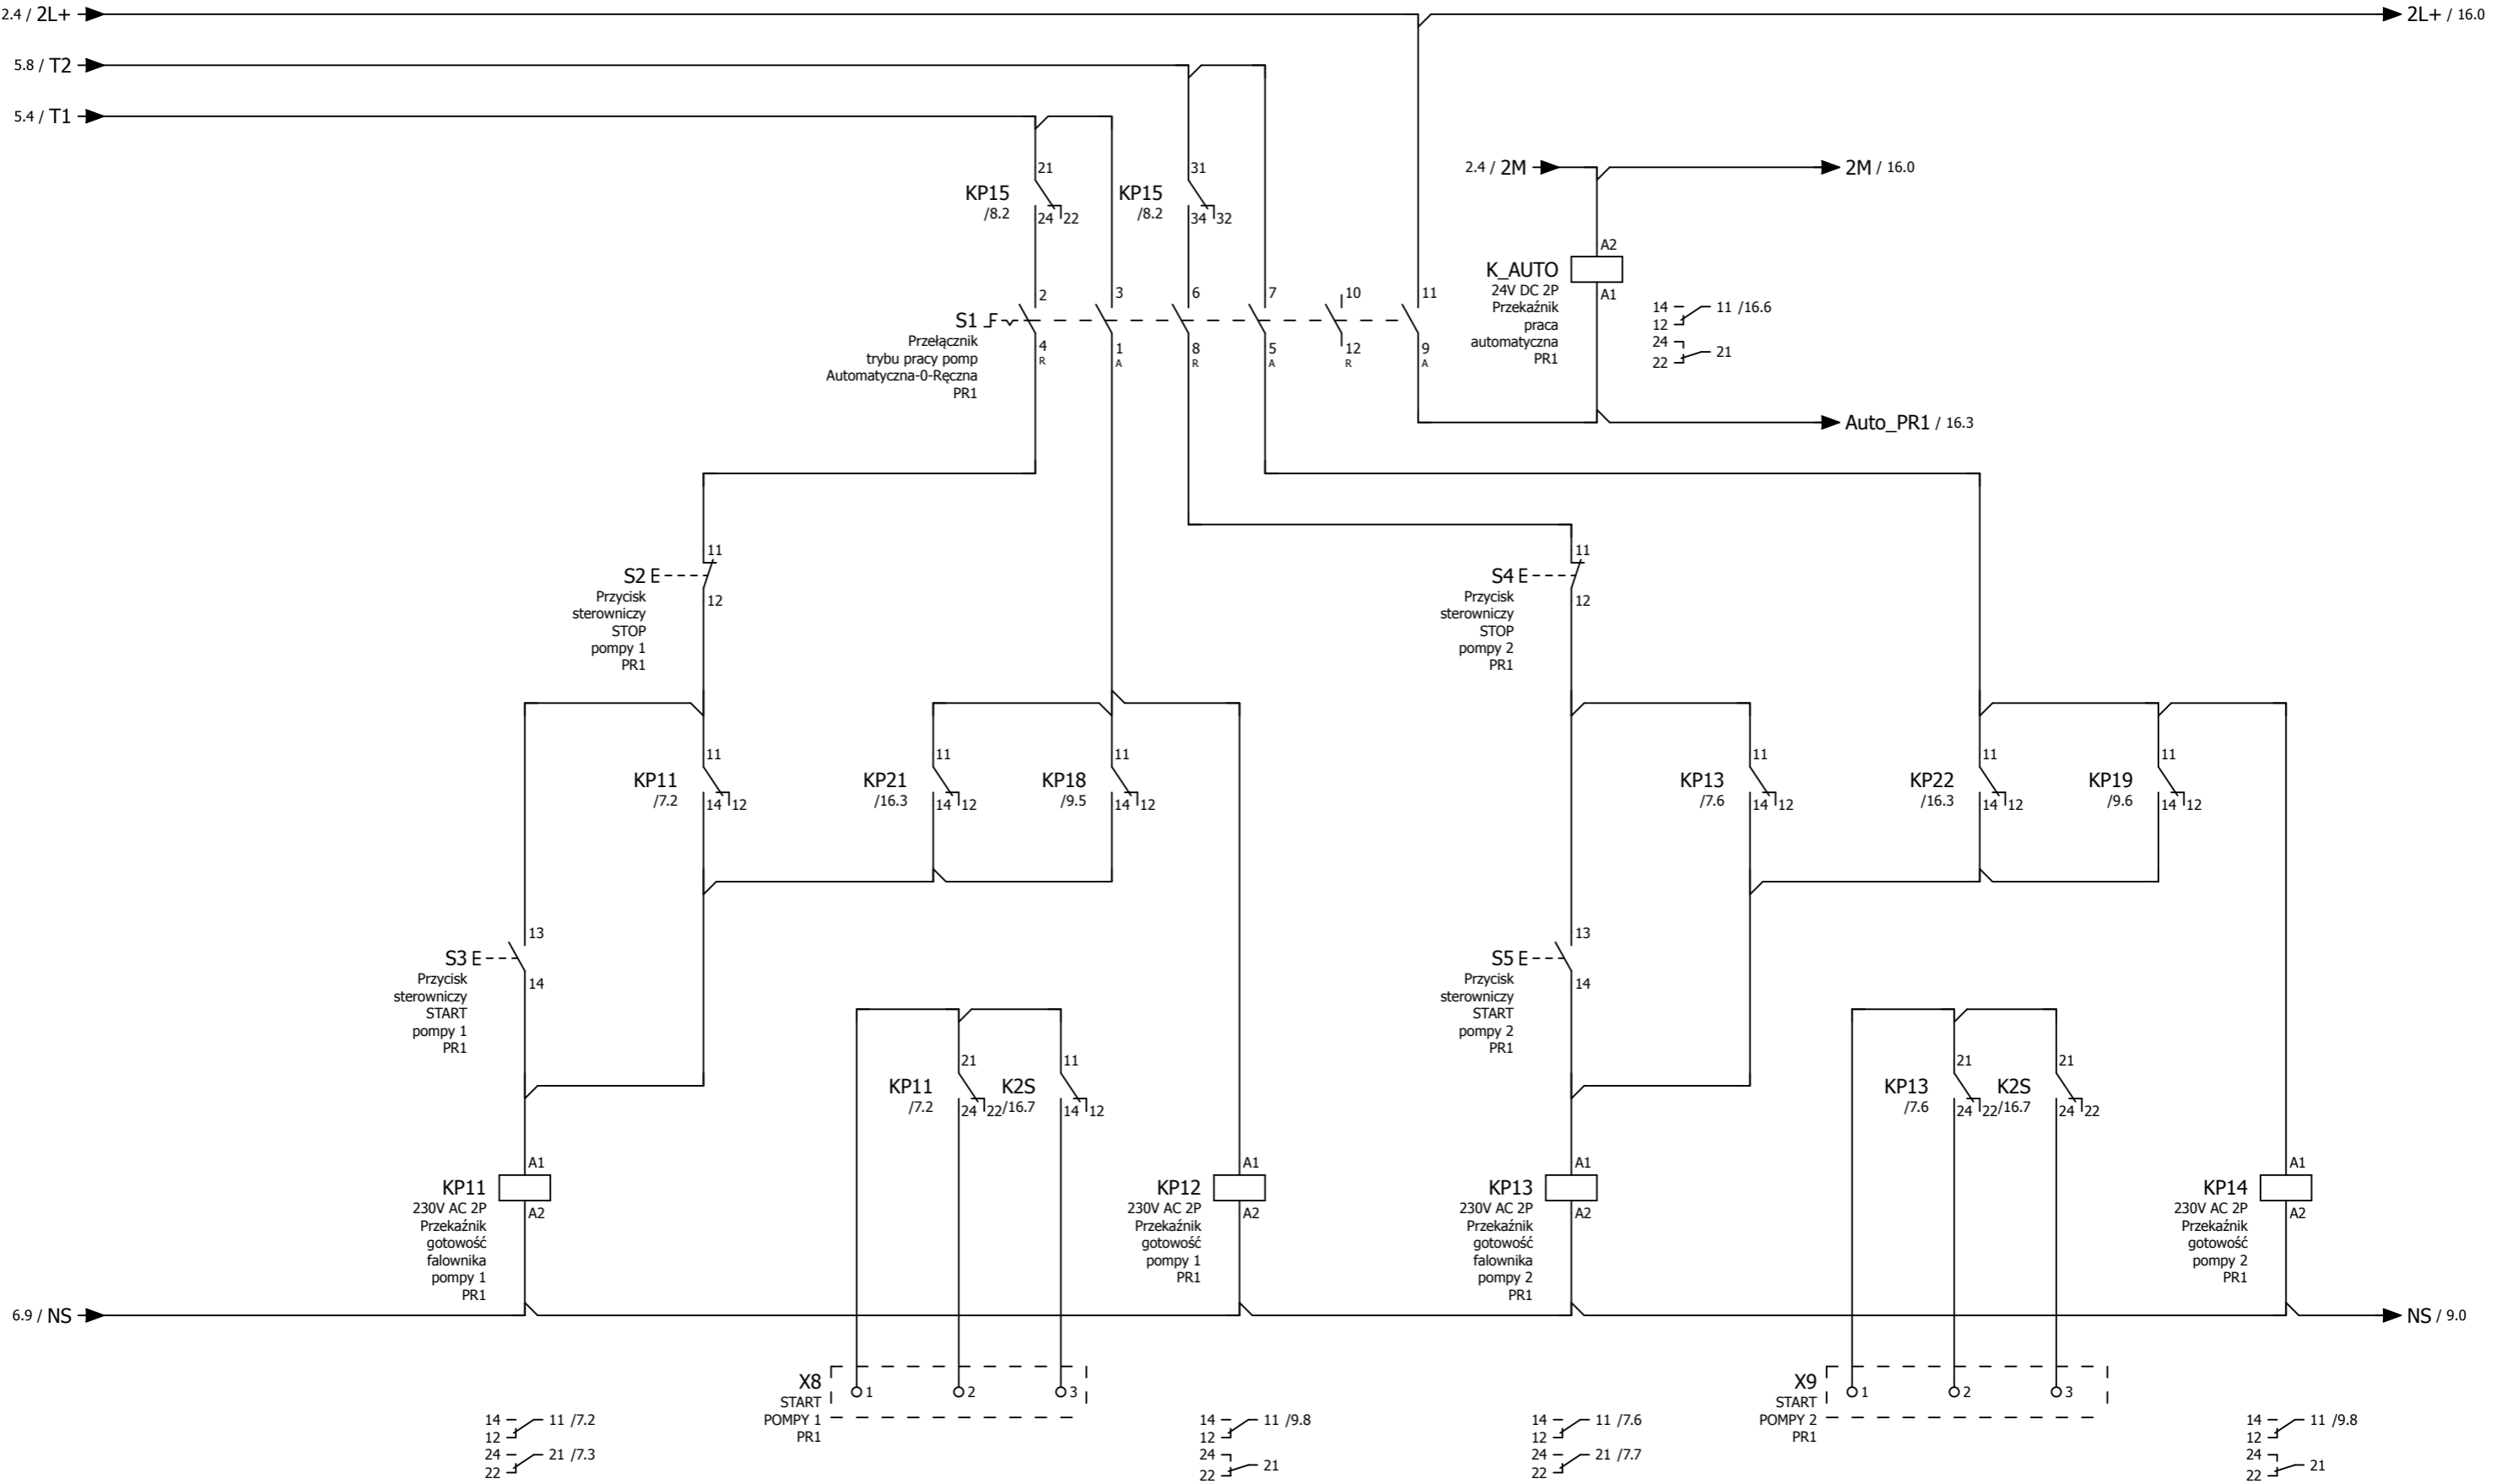 2.4 / 2L+
2L+ / 16.0
5.8 / T2
5.4 / T1
21
KP15
/8.2
24
22
31
KP15
/8.2
34
32
2.4 / 2M
2M / 16.0
A2
K_AUTO
24V DC 2P
Przekaźnik
praca
automatyczna
PR1
A1
14
12
11 /16.6
24
22
21
S1
Przełącznik
trybu pracy pomp
Automatyczna-0-Ręczna
PR1
2
4
R
3
1
A
6
8
R
7
5
A
10
12
R
11
9
A
Auto_PR1 / 16.3
11
S2 E
12
Przycisk
sterowniczy
STOP
pompy 1
PR1
11
S4 E
12
Przycisk
sterowniczy
STOP
pompy 2
PR1
11
KP11
/7.2
14
12
11
KP21
/16.3
14
12
11
KP18
/9.5
14
12
11
KP13
/7.6
14
12
11
KP22
/16.3
14
12
11
KP19
/9.6
14
12
13
S3 E
14
Przycisk
sterowniczy
START
pompy 1
PR1
13
S5 E
14
Przycisk
sterowniczy
START
pompy 2
PR1
21
KP11
/7.2
24
22
11
K2S
/16.7
14
12
21
KP13
/7.6
24
22
21
K2S
/16.7
24
22
A1
KP11
230V AC 2P
A2
Przekaźnik
gotowość
falownika
pompy 1
PR1
A1
KP12
230V AC 2P
A2
Przekaźnik
gotowość
pompy 1
PR1
A1
KP13
230V AC 2P
A2
Przekaźnik
gotowość
falownika
pompy 2
PR1
A1
KP14
230V AC 2P
A2
Przekaźnik
gotowość
pompy 2
PR1
6.9 / NS
NS / 9.0
X8
START
POMPY 1
PR1
1
2
3
X9
START
POMPY 2
PR1
1
2
3
14
12
11 /7.2
24
22
21 /7.3
14
12
11 /9.8
24
22
21
14
12
11 /7.6
24
22
21 /7.7
14
12
11 /9.8
24
22
21